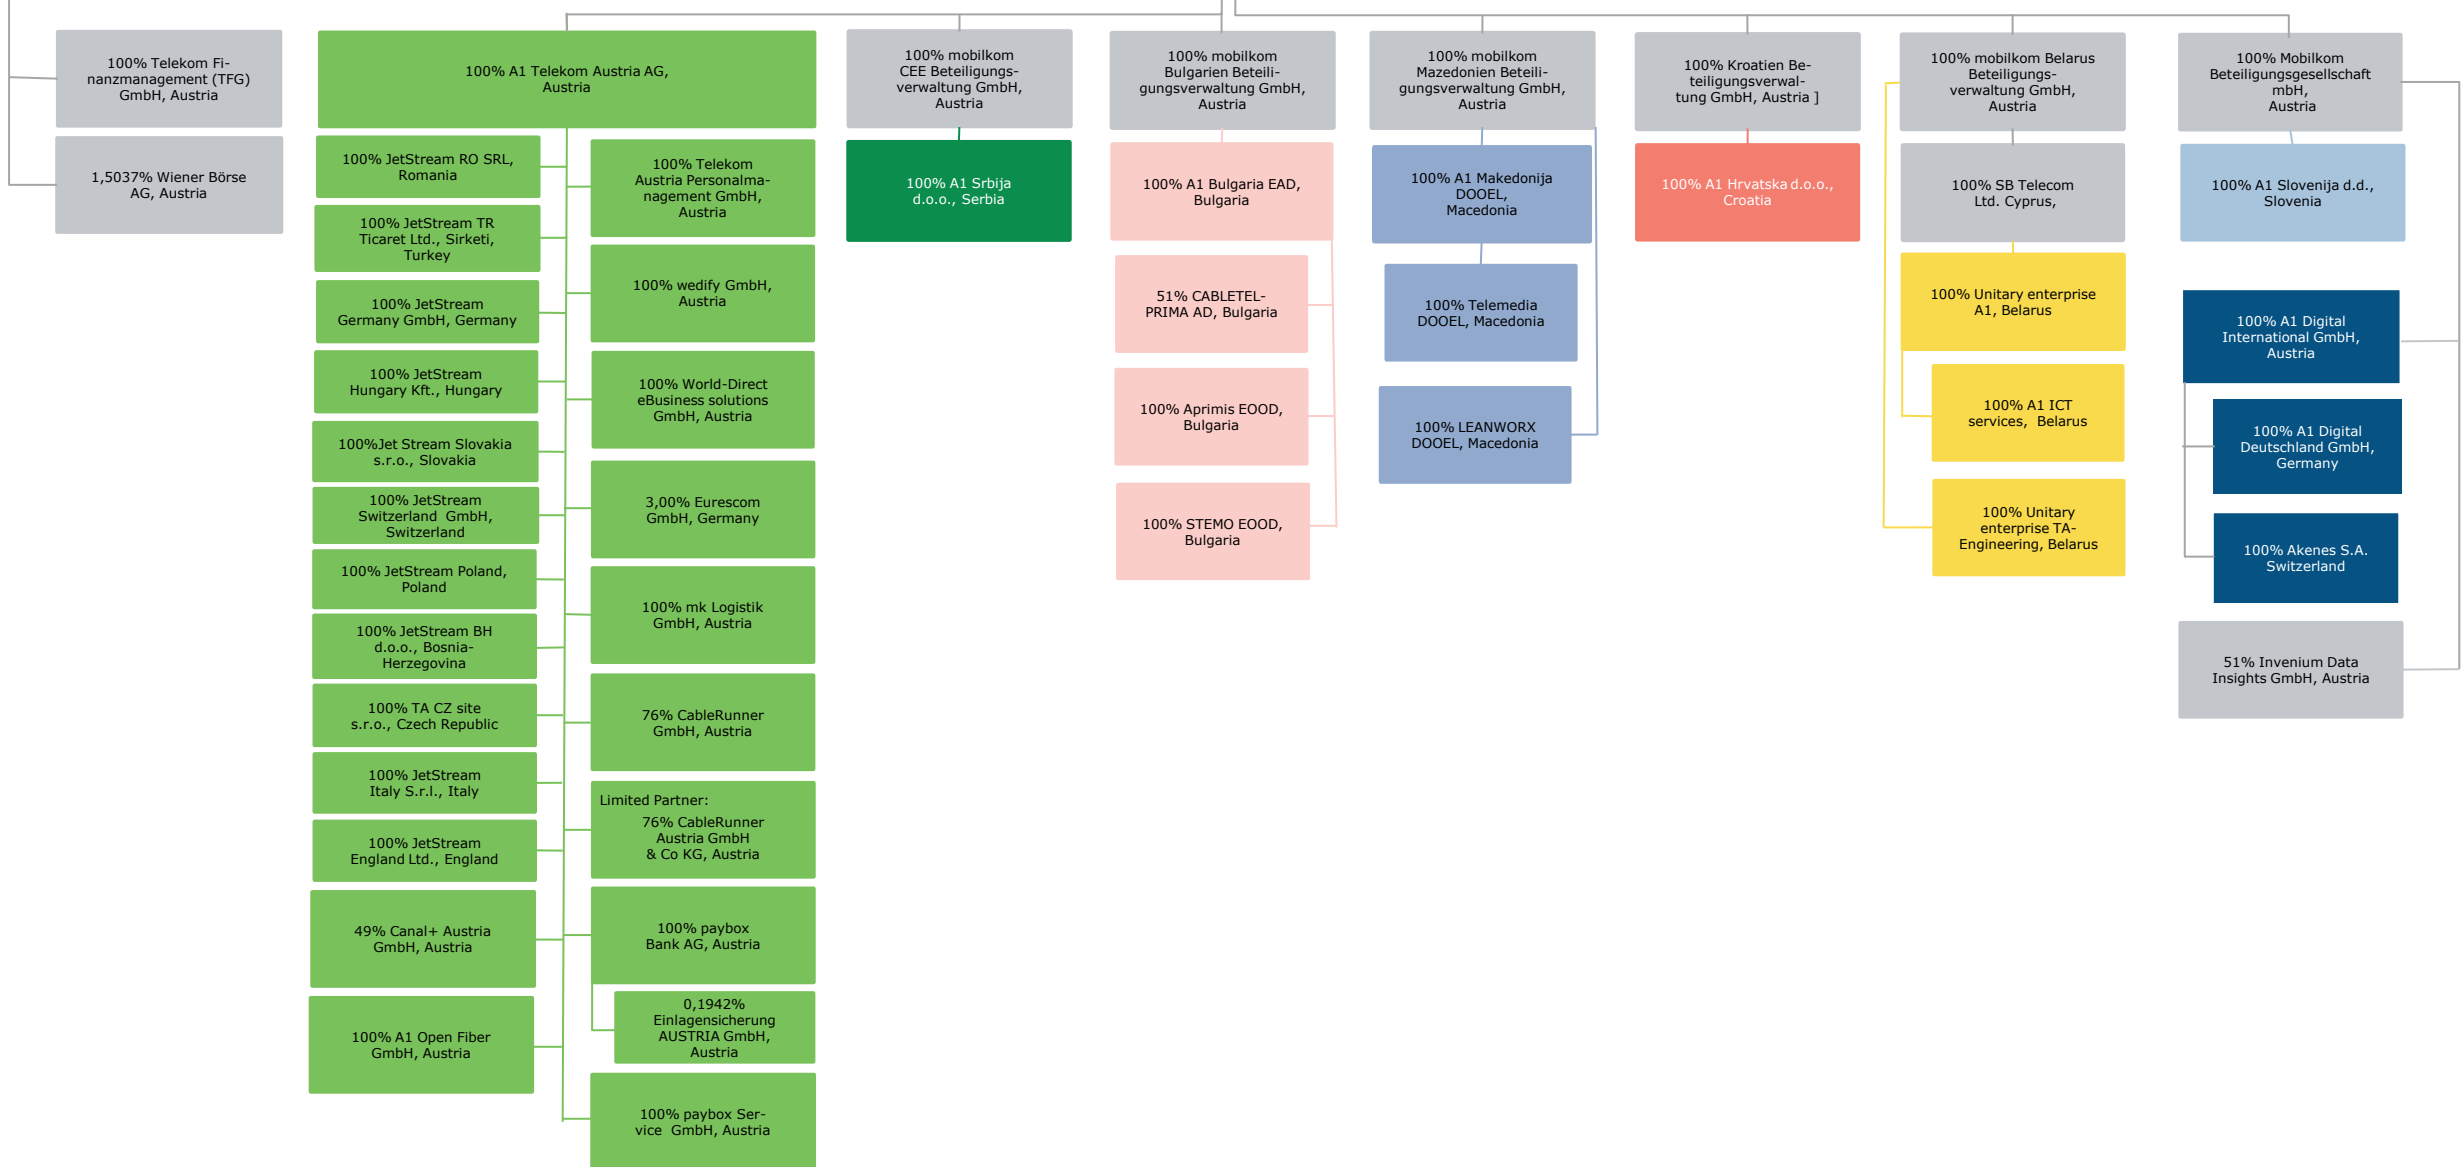 100% Telekom Fi-
nanzmanagement (TFG)
GmbH, Austria
1,5037% Wiener Börse
AG, Austria
100% A1 Telekom Austria AG,
Austria
100% JetStream RO SRL,
Romania
100% JetStream TR
Ticaret Ltd., Sirketi,
Turkey
100% JetStream
Germany GmbH, Germany
100% JetStream
Hungary Kft., Hungary
100%Jet Stream Slovakia
s.r.o., Slovakia
100% JetStream
Switzerland  GmbH,
Switzerland
100% JetStream Poland,
Poland
100% JetStream BH
d.o.o., Bosnia-
Herzegovina
100% TA CZ site
s.r.o., Czech Republic
100% JetStream
Italy S.r.l., Italy
100% JetStream
England Ltd., England
49% Canal+ Austria
GmbH, Austria
100% A1 Open Fiber
GmbH, Austria
100% Telekom
Austria Personalma-
nagement GmbH,
Austria
100% wedify GmbH,
Austria
100% World-Direct
eBusiness solutions
GmbH, Austria
3,00% Eurescom
GmbH, Germany
100% mk Logistik
GmbH, Austria
76% CableRunner
GmbH, Austria
Limited Partner:
76% CableRunner
Austria GmbH
& Co KG, Austria
100% paybox
Bank AG, Austria
0,1942%
Einlagensicherung
AUSTRIA GmbH,
Austria
100% paybox Ser-
vice  GmbH, Austria
100% mobilkom
CEE Beteiligungs-
verwaltung GmbH,
Austria
100% A1 Srbija
d.o.o., Serbia
100% mobilkom
Bulgarien Beteili-
gungsverwaltung GmbH,
Austria
100% A1 Bulgaria EAD,
Bulgaria
51% CABLETEL-
PRIMA AD, Bulgaria
100% Aprimis EOOD,
Bulgaria
100% STEMO EOOD,
Bulgaria
100% mobilkom
Mazedonien Beteili-
gungsverwaltung GmbH,
Austria
100% A1 Makedonija
DOOEL,
Macedonia
100% Telemedia
DOOEL, Macedonia
100% LEANWORX
DOOEL, Macedonia
100% Kroatien Be-
teiligungsverwal-
tung GmbH, Austria ]
100% A1 Hrvatska d.o.o.,
Croatia
100% mobilkom Belarus
Beteiligungs-
verwaltung GmbH,
Austria
100% SB Telecom
Ltd. Cyprus,
100% Unitary enterprise
A1, Belarus
100% A1 ICT
services,  Belarus
100% Unitary
enterprise TA-
Engineering, Belarus
100% Mobilkom
Beteiligungsgesellschaft
mbH,
Austria
100% A1 Slovenija d.d.,
Slovenia
100% A1 Digital
International GmbH,
Austria
100% A1 Digital
Deutschland GmbH,
Germany
100% Akenes S.A.
Switzerland
51% Invenium Data
Insights GmbH, Austria